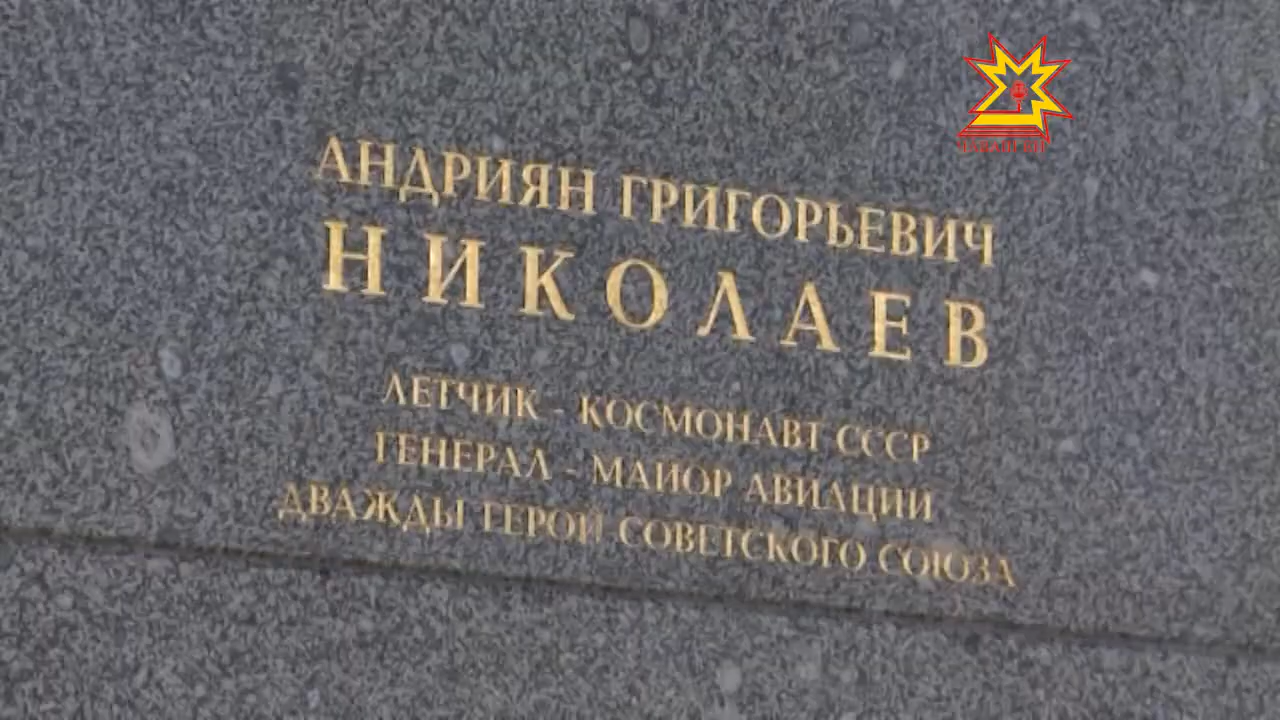 АНДРИЯН ГРИГОРЬЕВИЧ
НИКОЛАЕВ
ЛЕТЧИК - КОСМОНАВТ СССР
ГЕНЕРАЛ - МАЙОР АВИАЦИИ
ДВАЖДЫ ГЕРОЙ СОВЕТСКОГО СОЮЗА